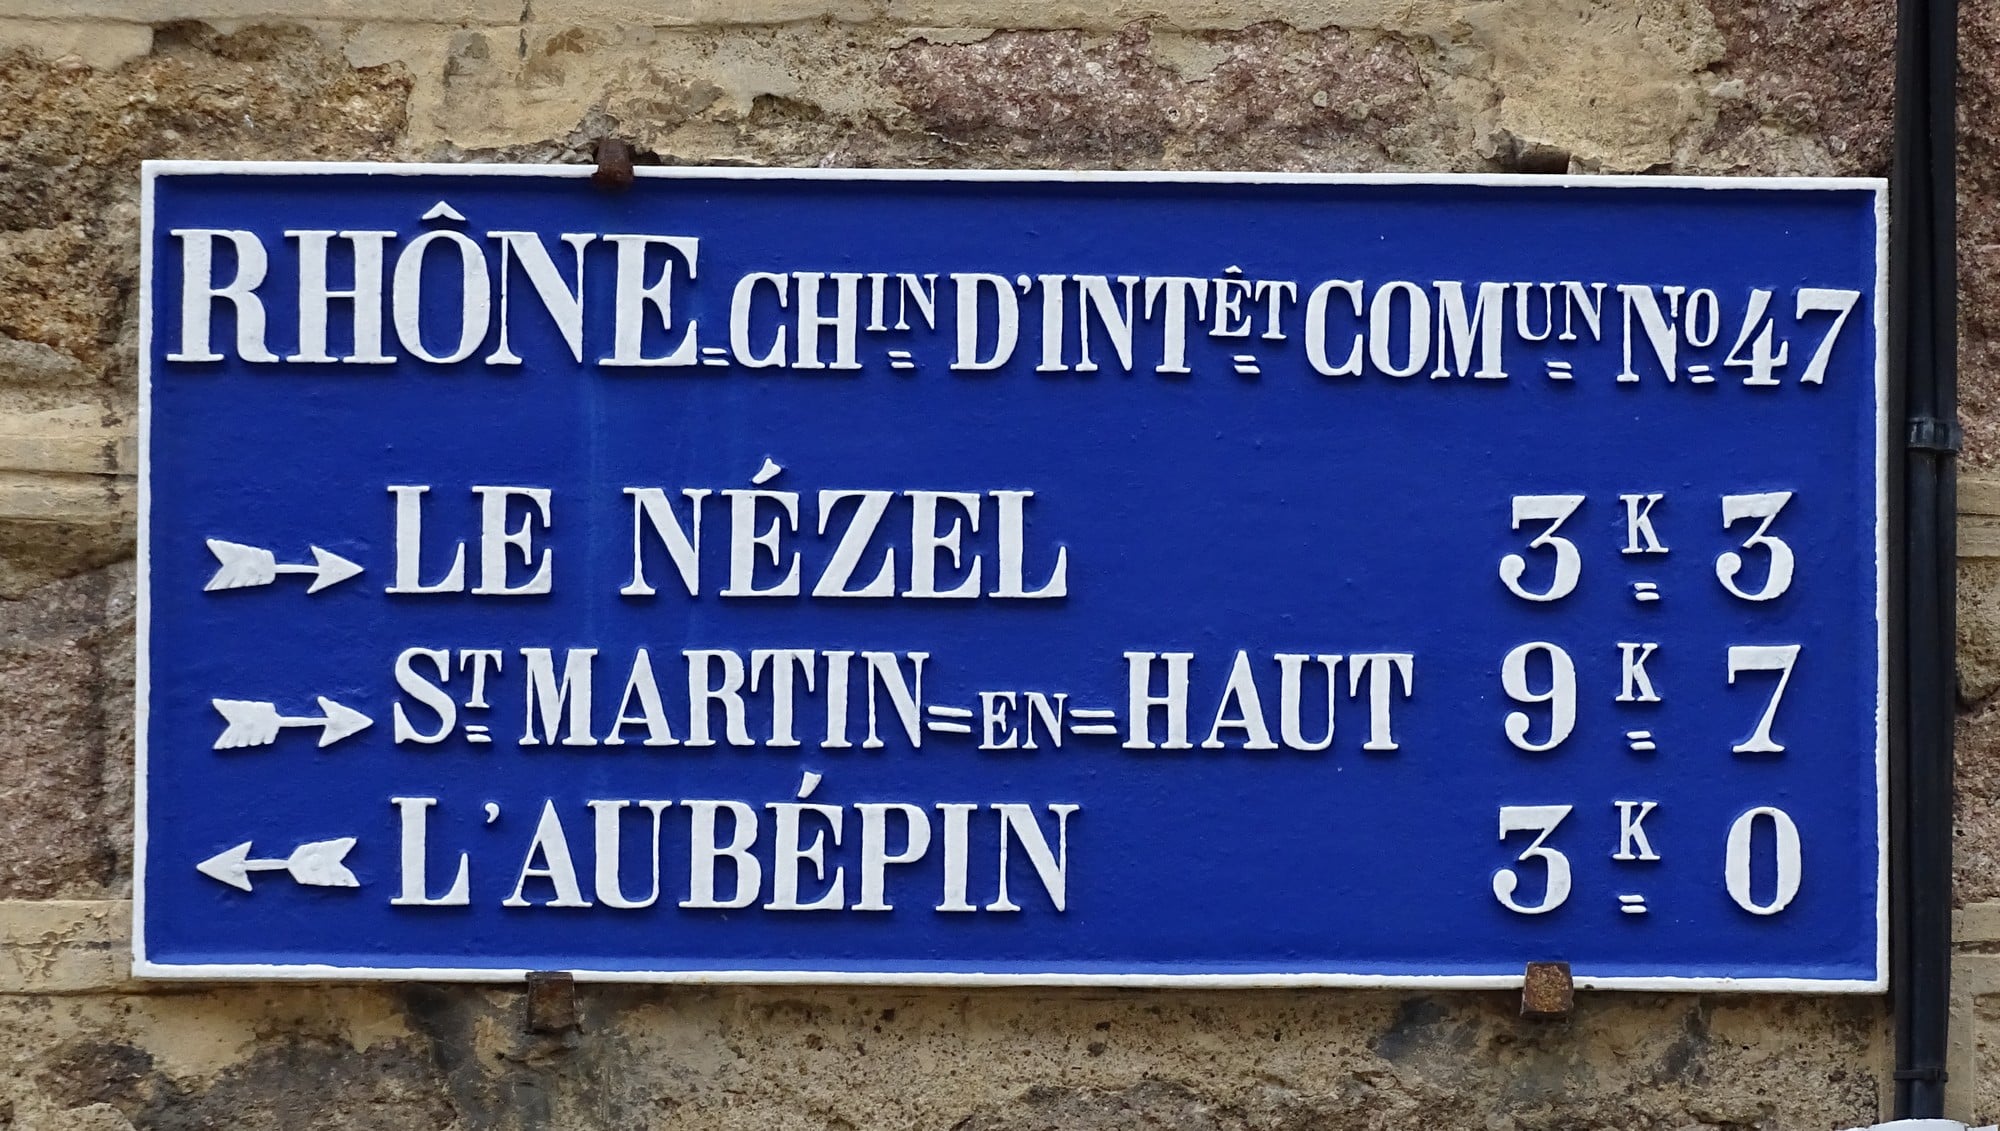 RHÔNE=CHIN D'INTÊT COMUN NO 47
LE NÉZEL 3K3
ST MARTIN=EN=HAUT 9K7
L'AUBÉPIN 3K0